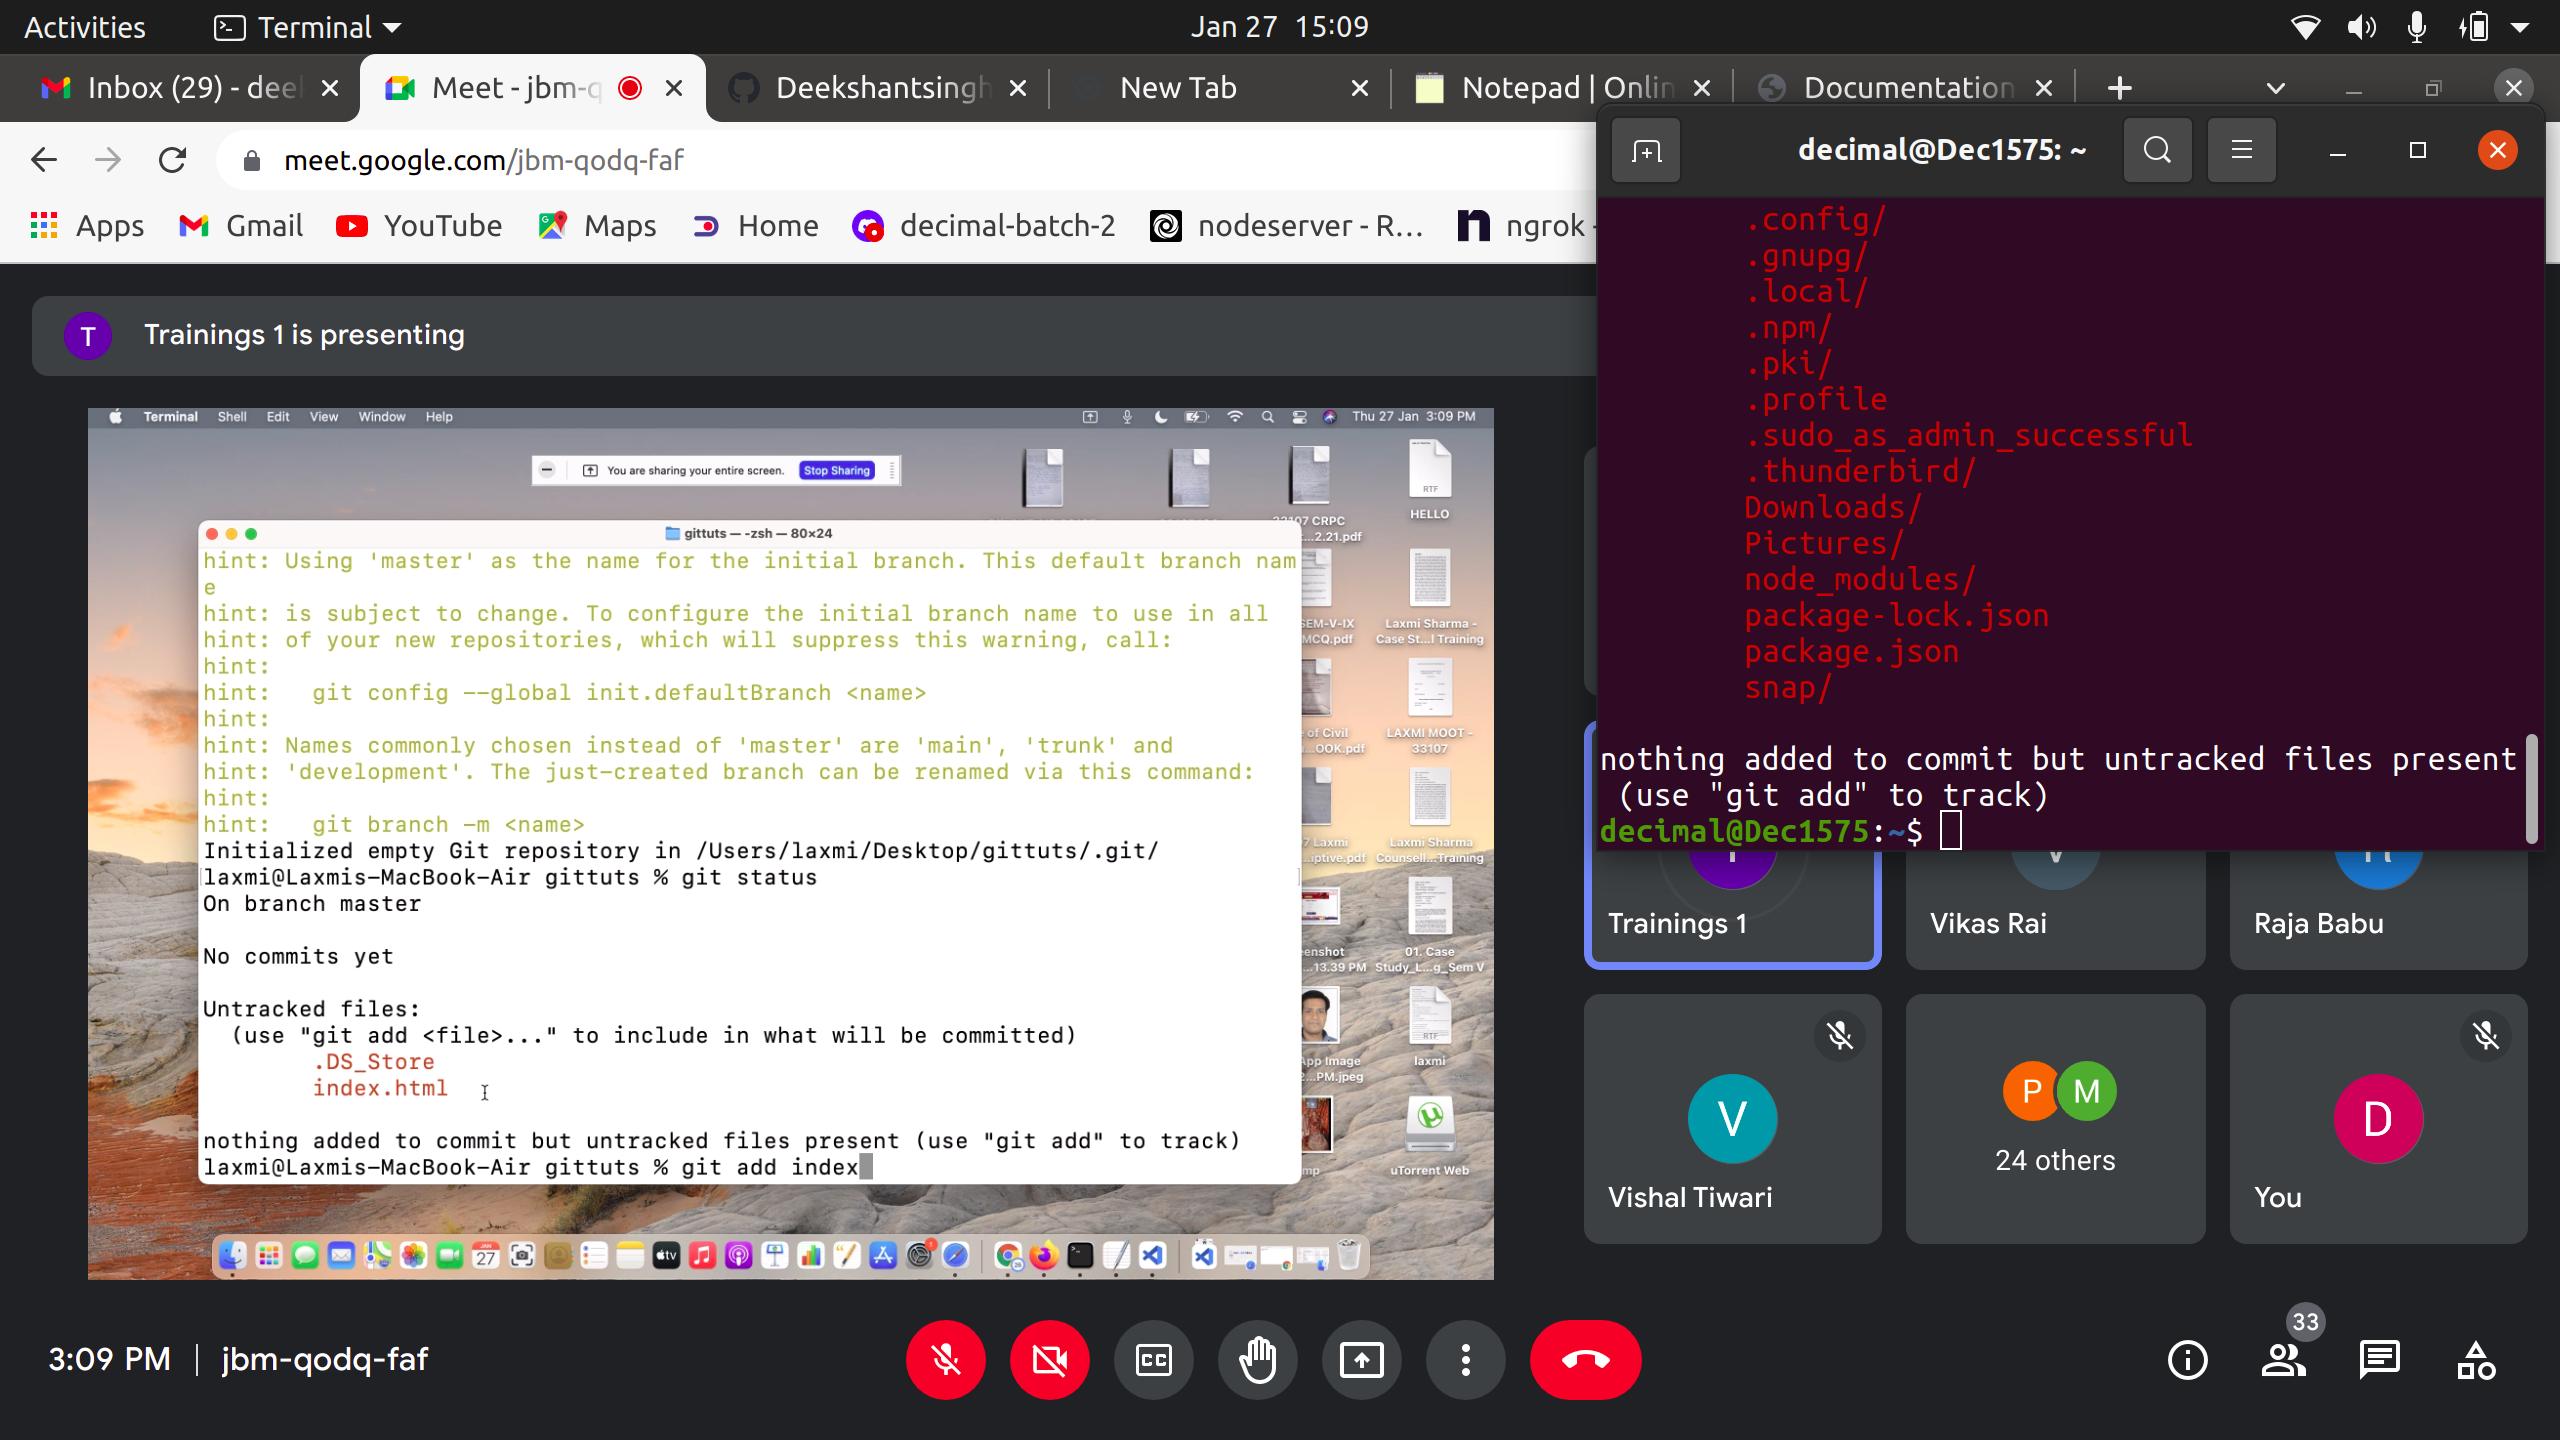 Activities
Terminal
Jan 27 15:09
Inbox (29) - deel
Meet - jbm-q
Deekshantsingh
New Tab
Notepad | Onlin
Documentation
meet.google.com/jbm-qodq-faf
Apps
Gmail
YouTube
Maps
Home
decimal-batch-2
nodeserver - R...
ngrok -
T
Trainings 1 is presenting
Terminal Shell Edit View Window Help
Thu 27 Jan 3:09 PM
You are sharing your entire screen.
Stop Sharing
gittuts — -zsh — 80×24
hint: Using 'master' as the name for the initial branch. This default branch nam
e
hint: is subject to change. To configure the initial branch name to use in all
hint: of your new repositories, which will suppress this warning, call:
hint:
hint:   git config --global init.defaultBranch <name>
hint:
hint: Names commonly chosen instead of 'master' are 'main', 'trunk' and
hint: 'development'. The just-created branch can be renamed via this command:
hint:
hint:   git branch -m <name>
Initialized empty Git repository in /Users/laxmi/Desktop/gittuts/.git/
laxmi@Laxmis-MacBook-Air gittuts % git status
On branch master
No commits yet
Untracked files:
  (use "git add <file>..." to include in what will be committed)
        .DS_Store
        index.html
nothing added to commit but untracked files present (use "git add" to track)
laxmi@Laxmis-MacBook-Air gittuts % git add index
RTF
HELLO
33107 CRPC
...2.21.pdf
SEM-V-IX
MCQ.pdf
Laxmi Sharma -
Case St...l Training
e of Civil
...OOK.pdf
LAXMI MOOT -
33107
7 Laxmi
...iptive.pdf
Laxmi Sharma
Counsell...Training
eenshot
...13.39 PM
01. Case
Study_L...g_Sem V
App Image
2...PM.jpeg
RTF
laxmi
mp
uTorrent Web
JAN
27
tv
decimal@Dec1575: ~
.config/
.gnupg/
.local/
.npm/
.pki/
.profile
.sudo_as_admin_successful
.thunderbird/
Downloads/
Pictures/
node_modules/
package-lock.json
package.json
snap/
nothing added to commit but untracked files present
 (use "git add" to track)
decimal@Dec1575:~$
Trainings 1
Vikas Rai
Raja Babu
V
Vishal Tiwari
P
M
24 others
D
You
3:09 PM | jbm-qodq-faf
CC
33